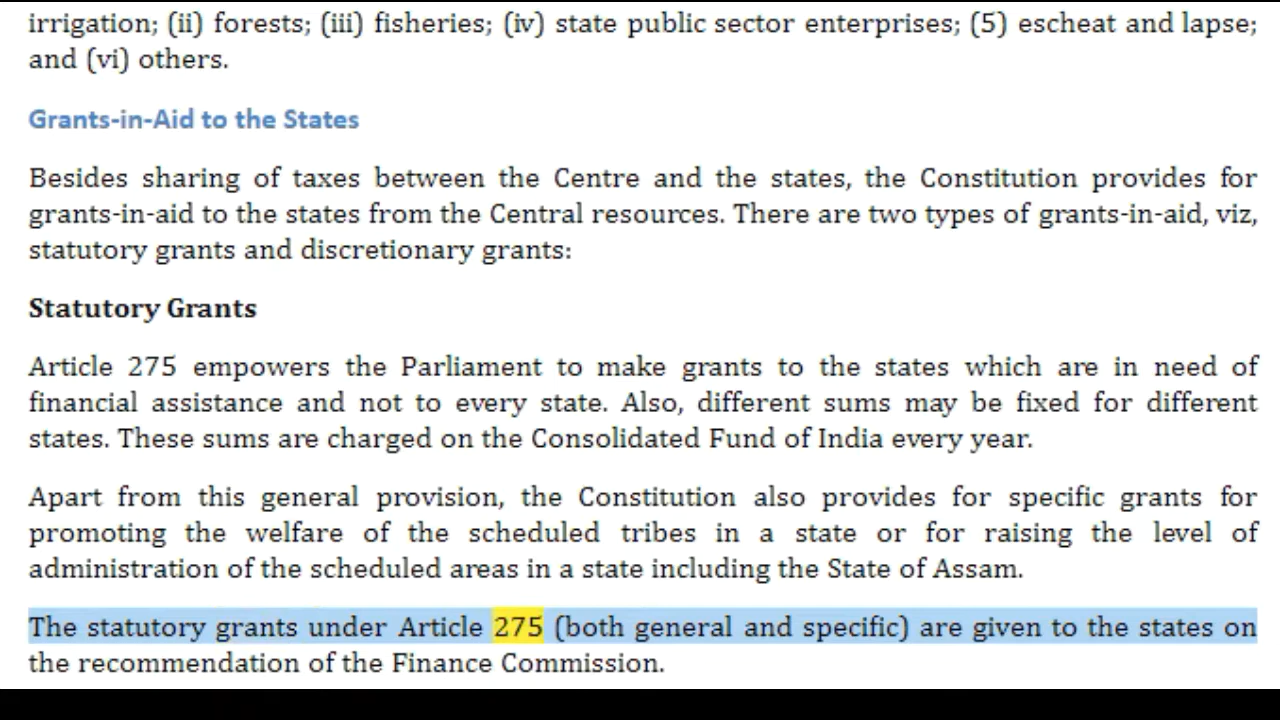 irrigation; (ii) forests; (iii) fisheries; (iv) state public sector enterprises; (5) escheat and lapse;
and (vi) others.
Grants-in-Aid to the States
Besides sharing of taxes between the Centre and the states, the Constitution provides for
grants-in-aid to the states from the Central resources. There are two types of grants-in-aid, viz,
statutory grants and discretionary grants:
Statutory Grants
Article 275 empowers the Parliament to make grants to the states which are in need of
financial assistance and not to every state. Also, different sums may be fixed for different
states. These sums are charged on the Consolidated Fund of India every year.
Apart from this general provision, the Constitution also provides for specific grants for
promoting the welfare of the scheduled tribes in a state or for raising the level of
administration of the scheduled areas in a state including the State of Assam.
The statutory grants under Article 275 (both general and specific) are given to the states on
the recommendation of the Finance Commission.